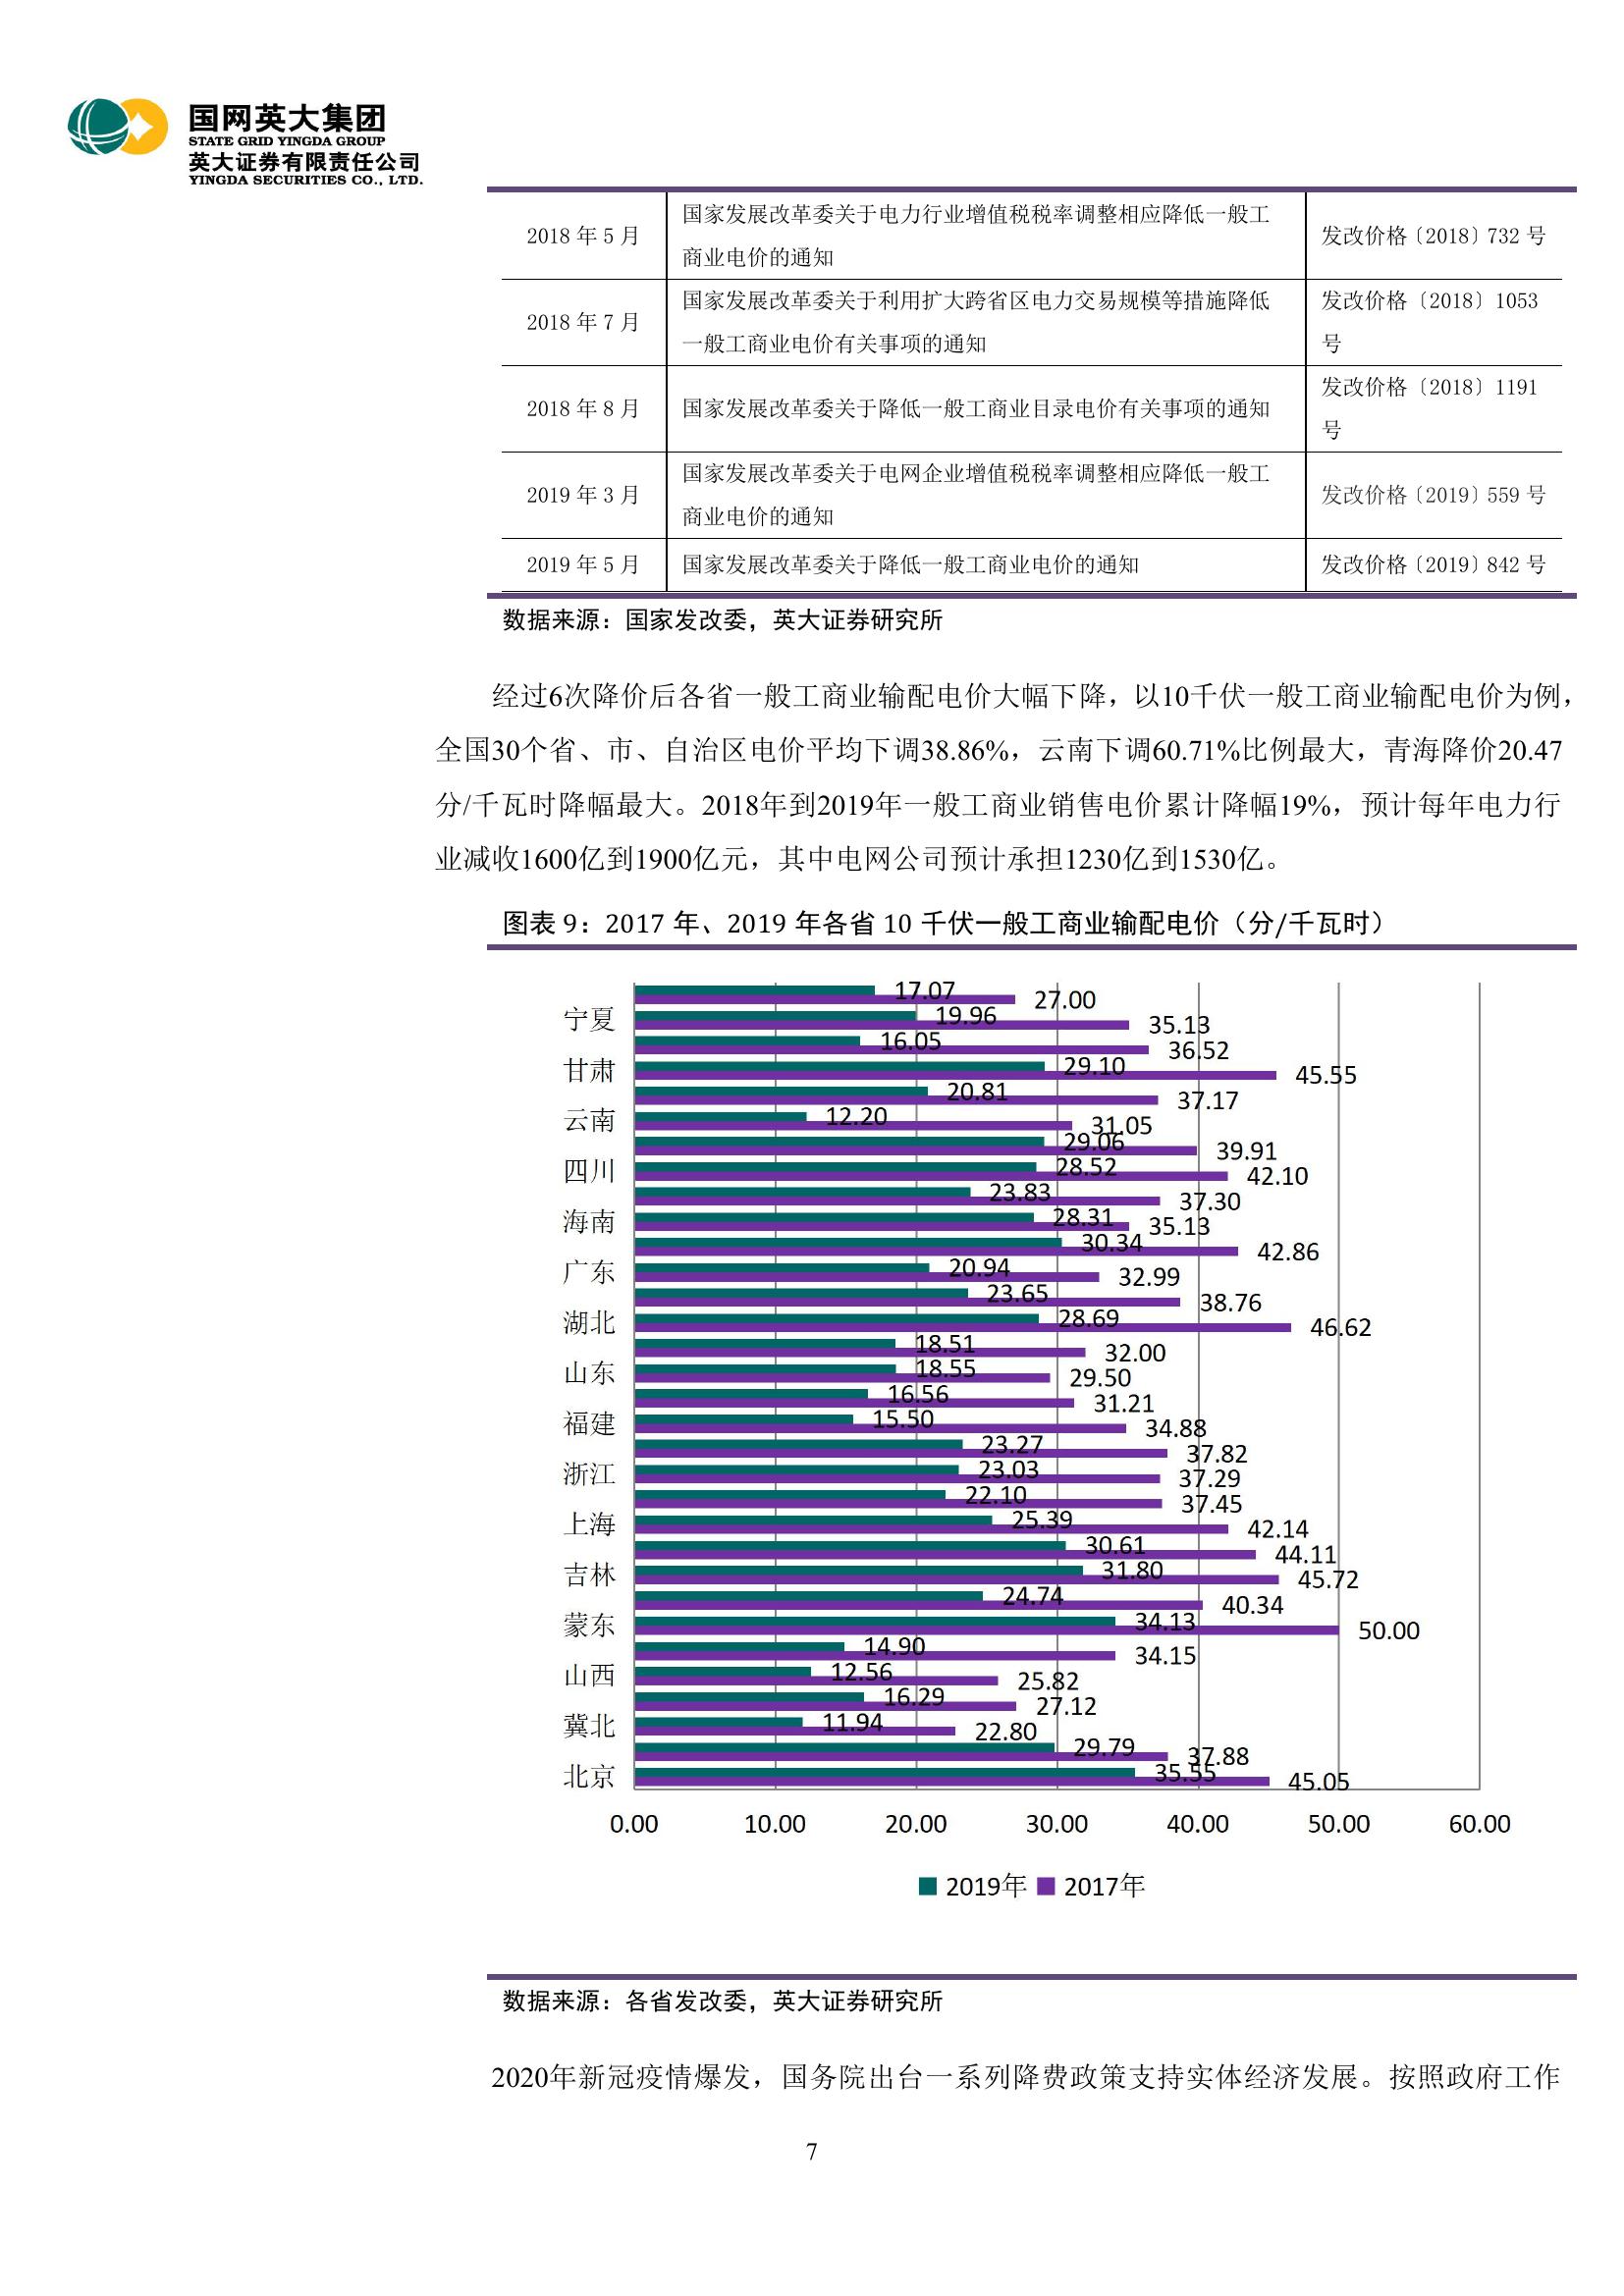 国网英大集团
STATE GRID YINGDA GROUP
英大证券有限责任公司
YINGDA SECURITIES CO., LTD.
2018 年 5 月
国家发展改革委关于电力行业增值税税率调整相应降低一般工
商业电价的通知
发改价格〔2018〕732 号
2018 年 7 月
国家发展改革委关于利用扩大跨省区电力交易规模等措施降低
一般工商业电价有关事项的通知
发改价格〔2018〕1053
号
2018 年 8 月
国家发展改革委关于降低一般工商业目录电价有关事项的通知
发改价格〔2018〕1191
号
2019 年 3 月
国家发展改革委关于电网企业增值税税率调整相应降低一般工
商业电价的通知
发改价格〔2019〕559 号
2019 年 5 月
国家发展改革委关于降低一般工商业电价的通知
发改价格〔2019〕842 号
数据来源：国家发改委，英大证券研究所
经过6次降价后各省一般工商业输配电价大幅下降，以10千伏一般工商业输配电价为例，
全国30个省、市、自治区电价平均下调38.86%，云南下调60.71%比例最大，青海降价20.47
分/千瓦时降幅最大。2018年到2019年一般工商业销售电价累计降幅19%，预计每年电力行
业减收1600亿到1900亿元，其中电网公司预计承担1230亿到1530亿。
图表 9：2017 年、2019 年各省 10 千伏一般工商业输配电价（分/千瓦时）
17.07
27.00
宁夏
19.96
35.13
16.05
36.52
甘肃
29.10
45.55
20.81
37.17
云南
12.20
31.05
29.06
39.91
四川
28.52
42.10
23.83
37.30
海南
28.31
35.13
30.34
42.86
广东
20.94
32.99
23.65
38.76
湖北
28.69
46.62
18.51
32.00
山东
18.55
29.50
16.56
31.21
福建
15.50
34.88
23.27
37.82
浙江
23.03
37.29
22.10
37.45
上海
25.39
42.14
30.61
44.11
吉林
31.80
45.72
24.74
40.34
蒙东
34.13
50.00
14.90
34.15
山西
12.56
25.82
16.29
27.12
冀北
11.94
22.80
29.79
37.88
北京
35.55
45.05
0.00 10.00 20.00 30.00 40.00 50.00 60.00
2019年 2017年
数据来源：各省发改委，英大证券研究所
2020年新冠疫情爆发，国务院出台一系列降费政策支持实体经济发展。按照政府工作
7